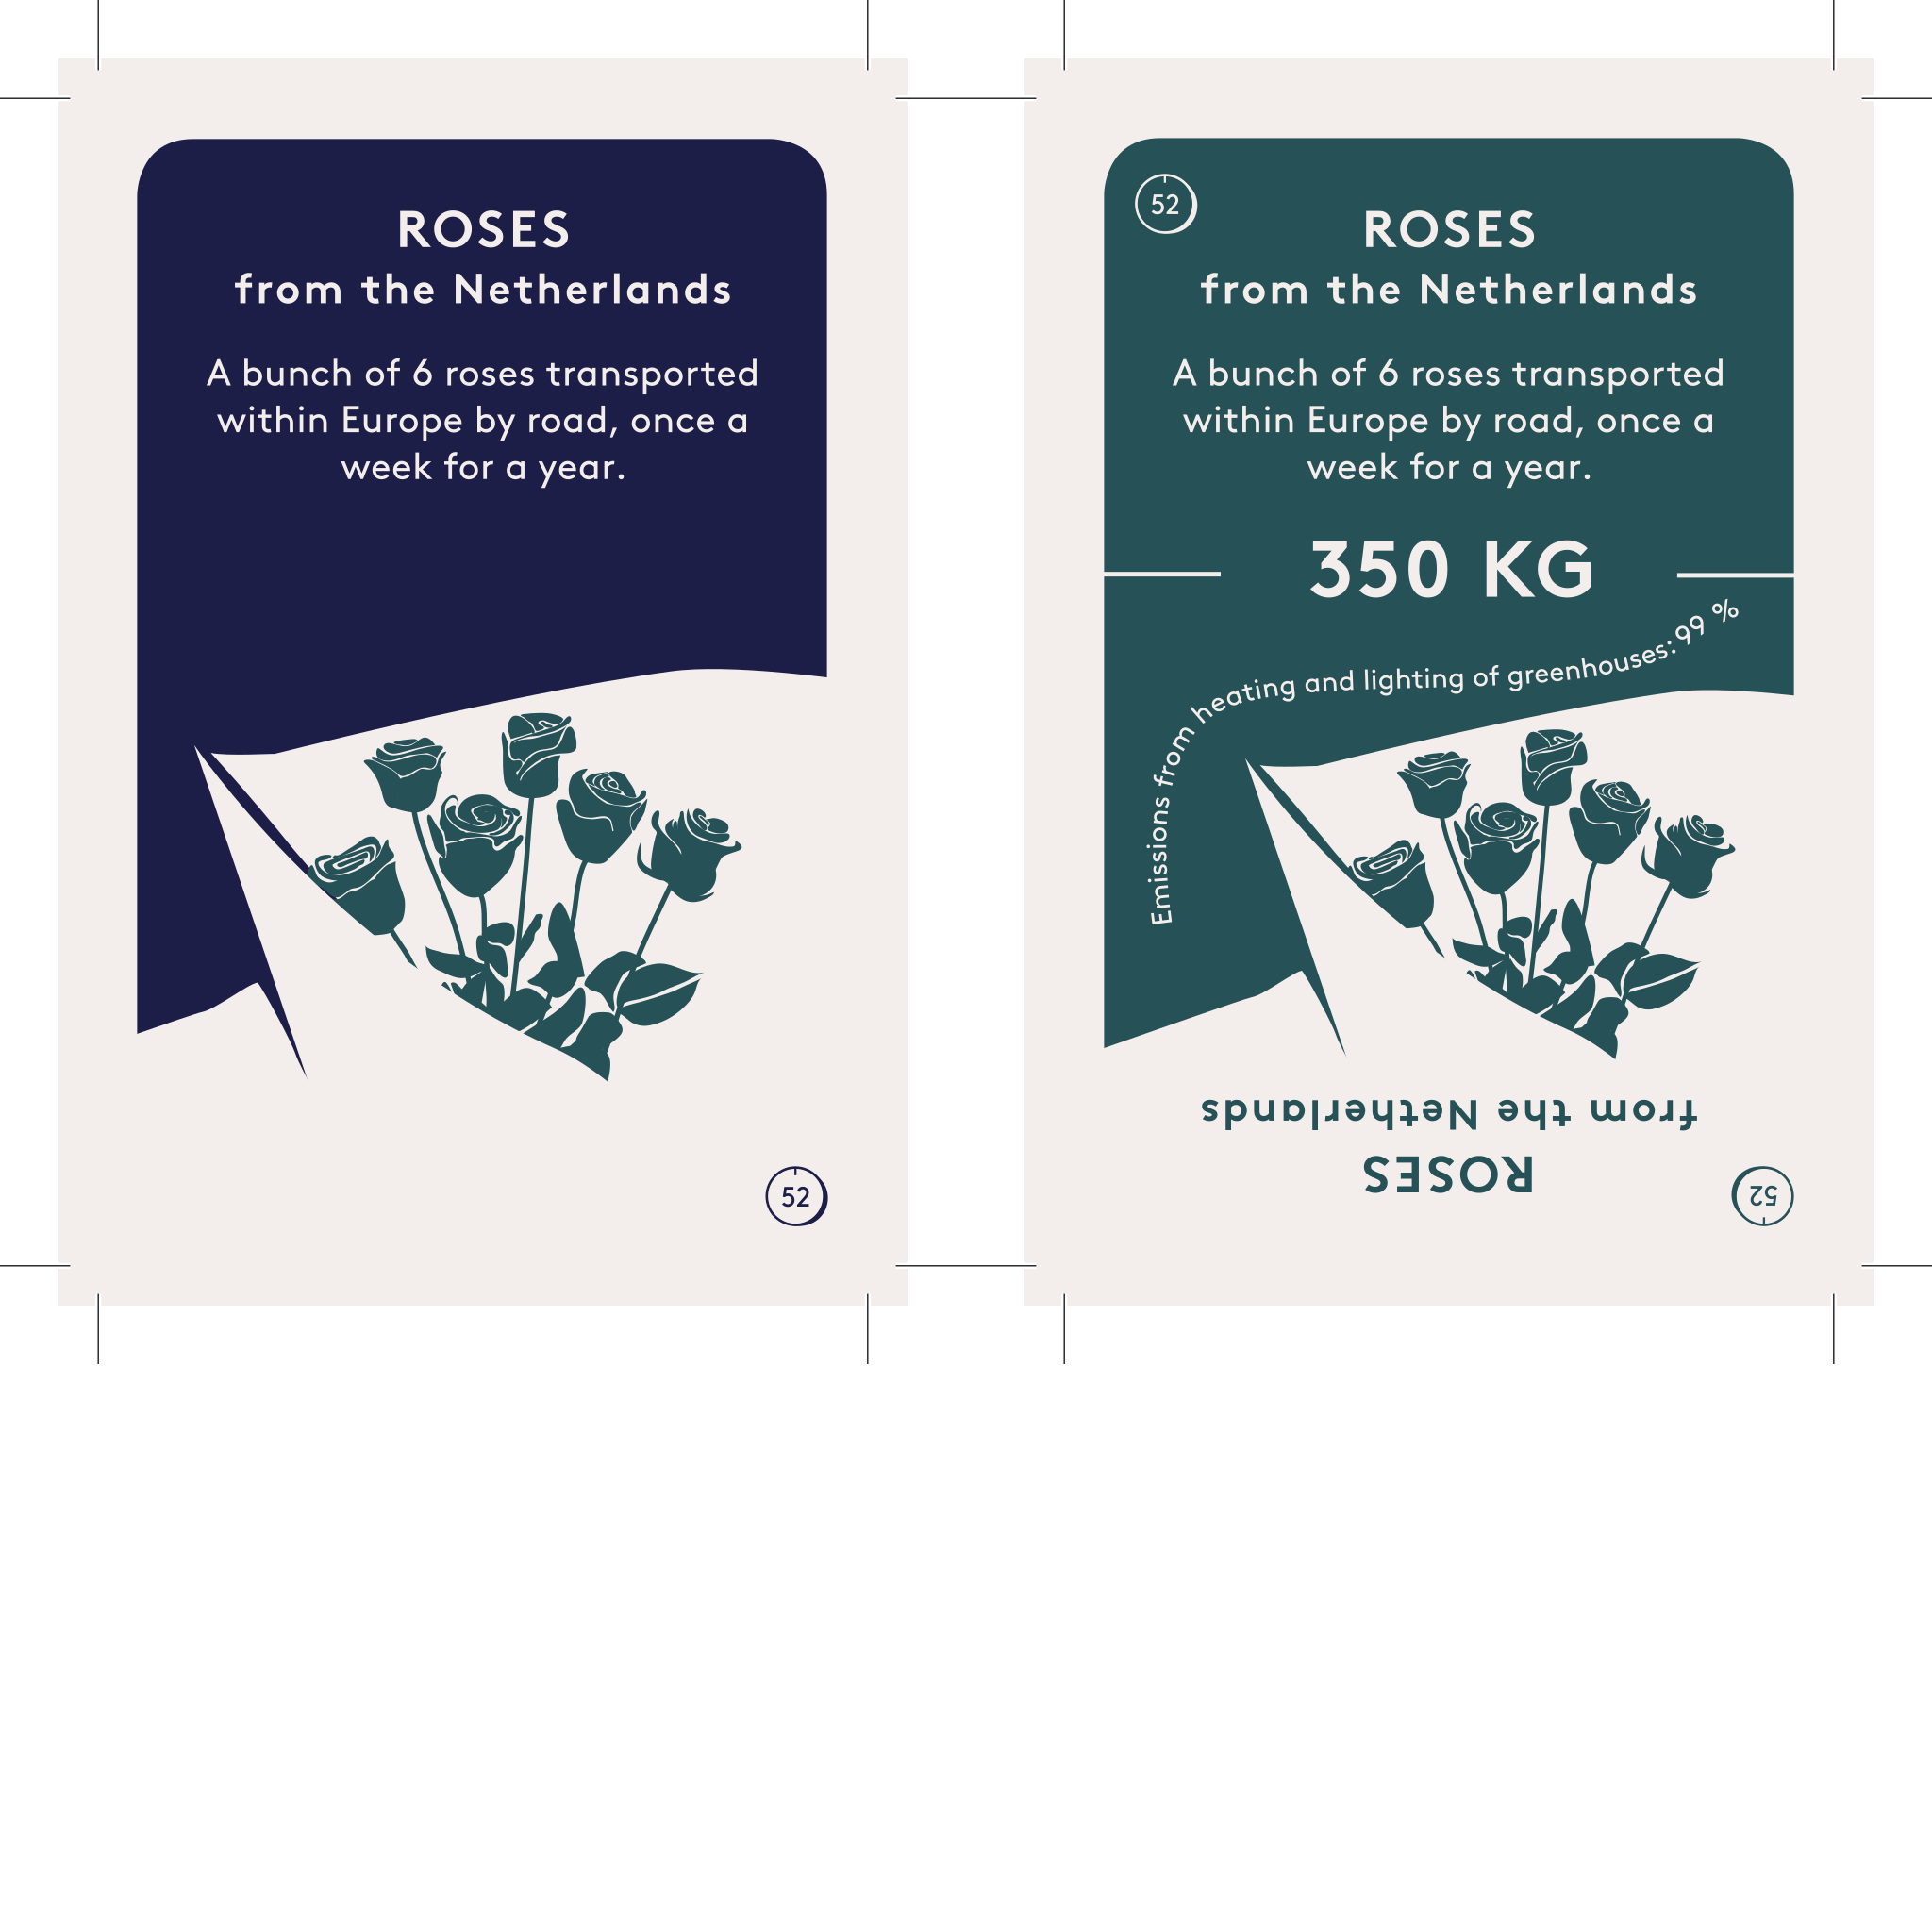 ROSES
from the Netherlands
A bunch of 6 roses transported
within Europe by road, once a
week for a year.
52
52
ROSES
from the Netherlands
A bunch of 6 roses transported
within Europe by road, once a
week for a year.
350 KG
Emissions from heating and lighting of greenhouses: 99 %
ROSES
from the Netherlands
52